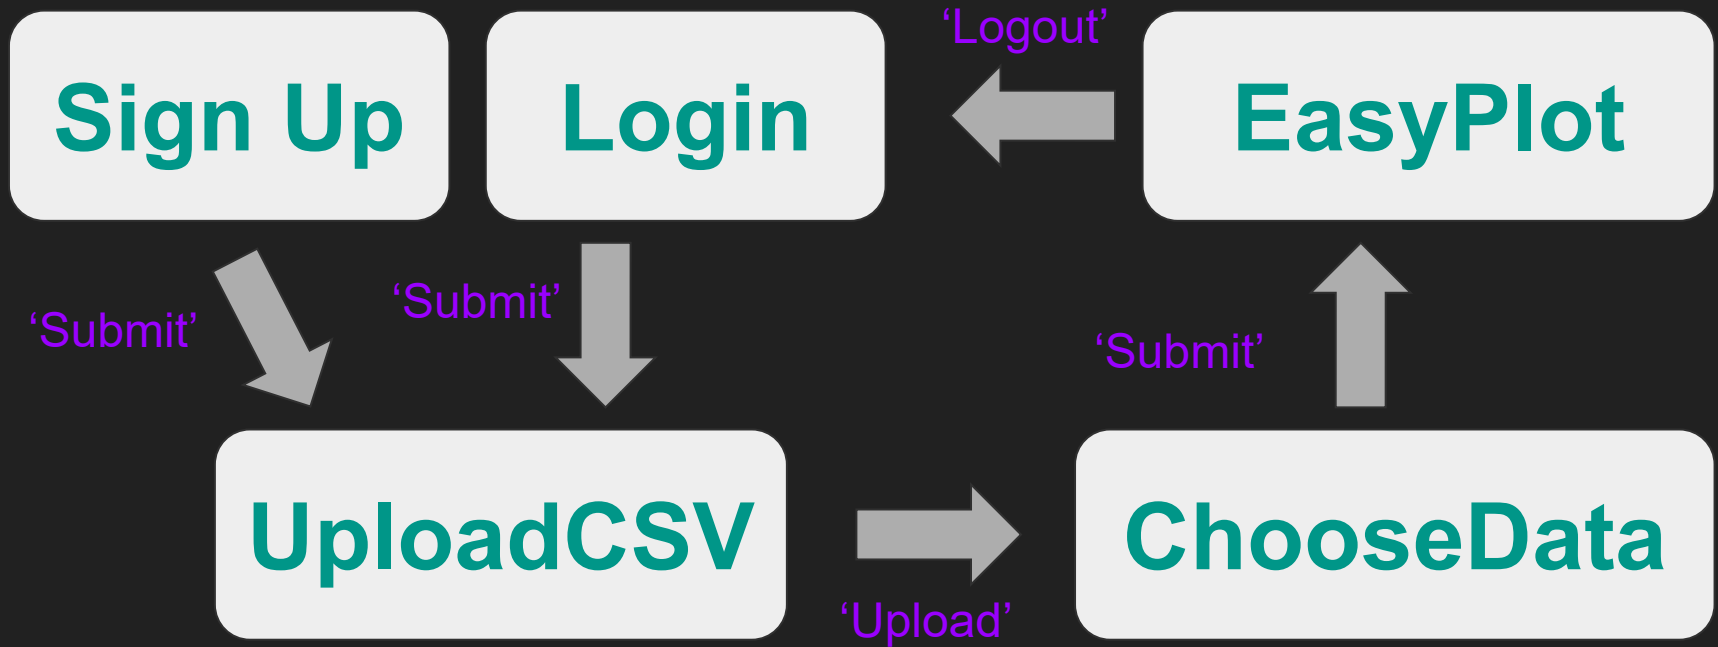 Sign Up
Login
‘Logout’
EasyPlot
‘Submit’
‘Submit’
‘Submit’
UploadCSV
‘Upload’
ChooseData